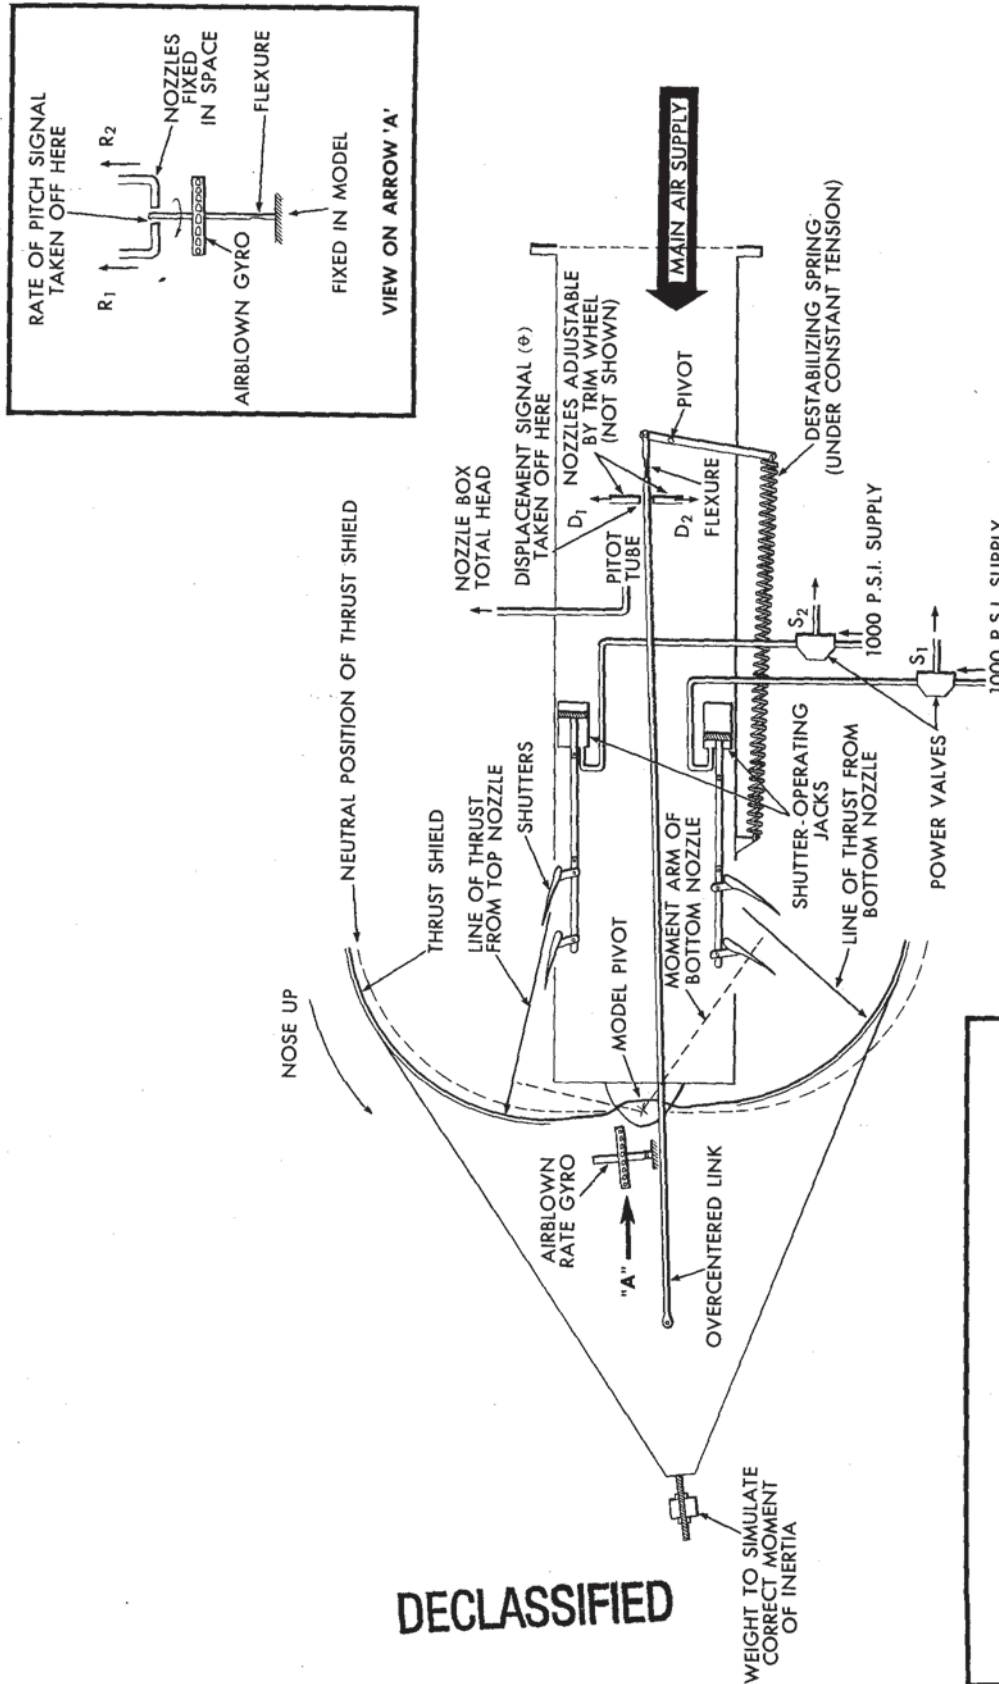 RATE OF PITCH SIGNAL
TAKEN OFF HERE
R1
R2
NOZZLES
FIXED
IN SPACE
AIRBLOWN GYRO
FLEXURE
FIXED IN MODEL
VIEW ON ARROW 'A'
NOSE UP
NEUTRAL POSITION OF THRUST SHIELD
THRUST SHIELD
LINE OF THRUST
FROM TOP NOZZLE
SHUTTERS
NOZZLE BOX
TOTAL HEAD
PITOT
TUBE
DISPLACEMENT SIGNAL (θ)
TAKEN OFF HERE
D1
D2
NOZZLES ADJUSTABLE
BY TRIM WHEEL
(NOT SHOWN)
FLEXURE
PIVOT
MAIN AIR SUPPLY
DESTABILIZING SPRING
(UNDER CONSTANT TENSION)
AIRBLOWN
RATE GYRO
"A"
MODEL PIVOT
MOMENT ARM OF
BOTTOM NOZZLE
OVERCENTERED LINK
SHUTTER-OPERATING
JACKS
LINE OF THRUST FROM
BOTTOM NOZZLE
S2
1000 P.S.I. SUPPLY
S1
1000 P.S.I. SUPPLY
POWER VALVES
WEIGHT TO SIMULATE
CORRECT MOMENT
OF INERTIA
DECLASSIFIED